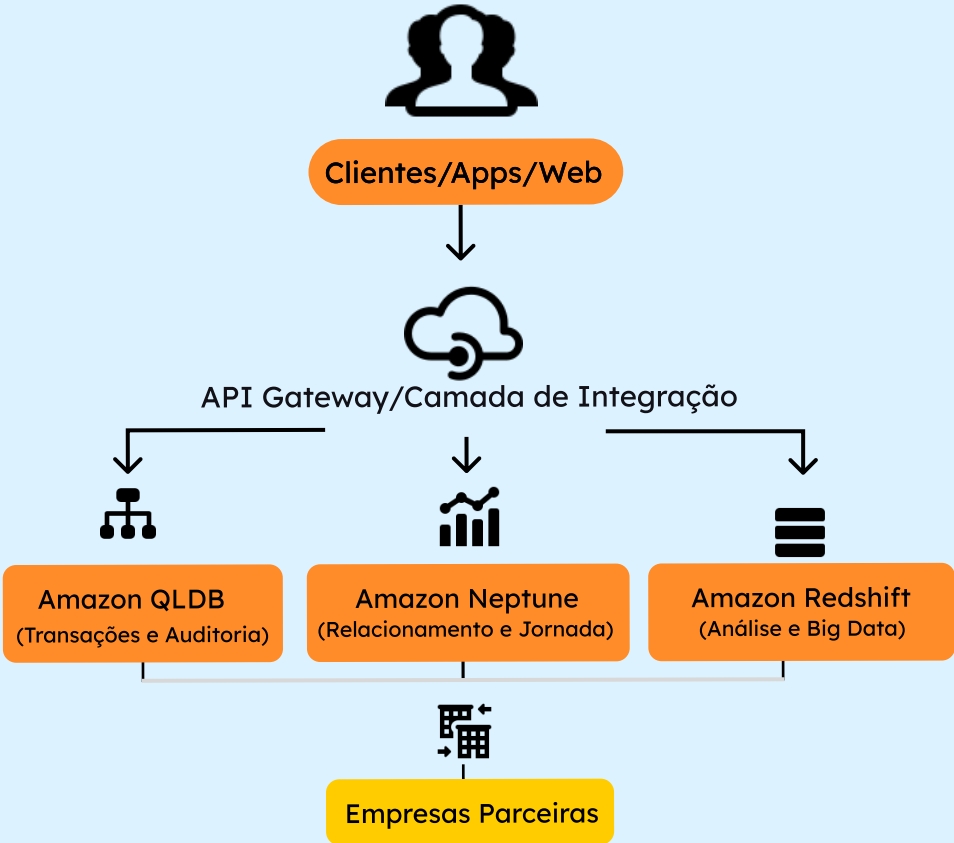 Clientes/Apps/Web
API Gateway/Camada de Integração
Amazon QLDB
(Transações e Auditoria)
Amazon Neptune
(Relacionamento e Jornada)
Amazon Redshift
(Análise e Big Data)
Empresas Parceiras